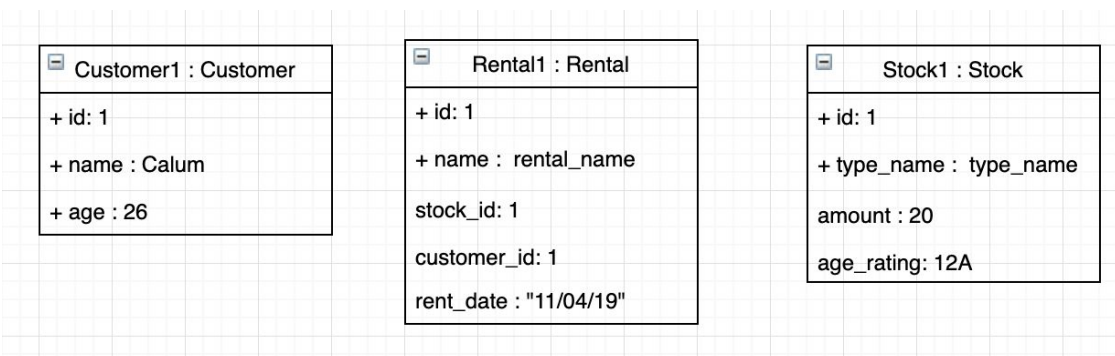 Customer1 : Customer
+ id: 1
+ name : Calum
+ age : 26
Rental1 : Rental
+ id: 1
+ name :  rental_name
stock_id: 1
customer_id: 1
rent_date : "11/04/19"
Stock1 : Stock
+ id: 1
+ type_name :  type_name
amount : 20
age_rating: 12A